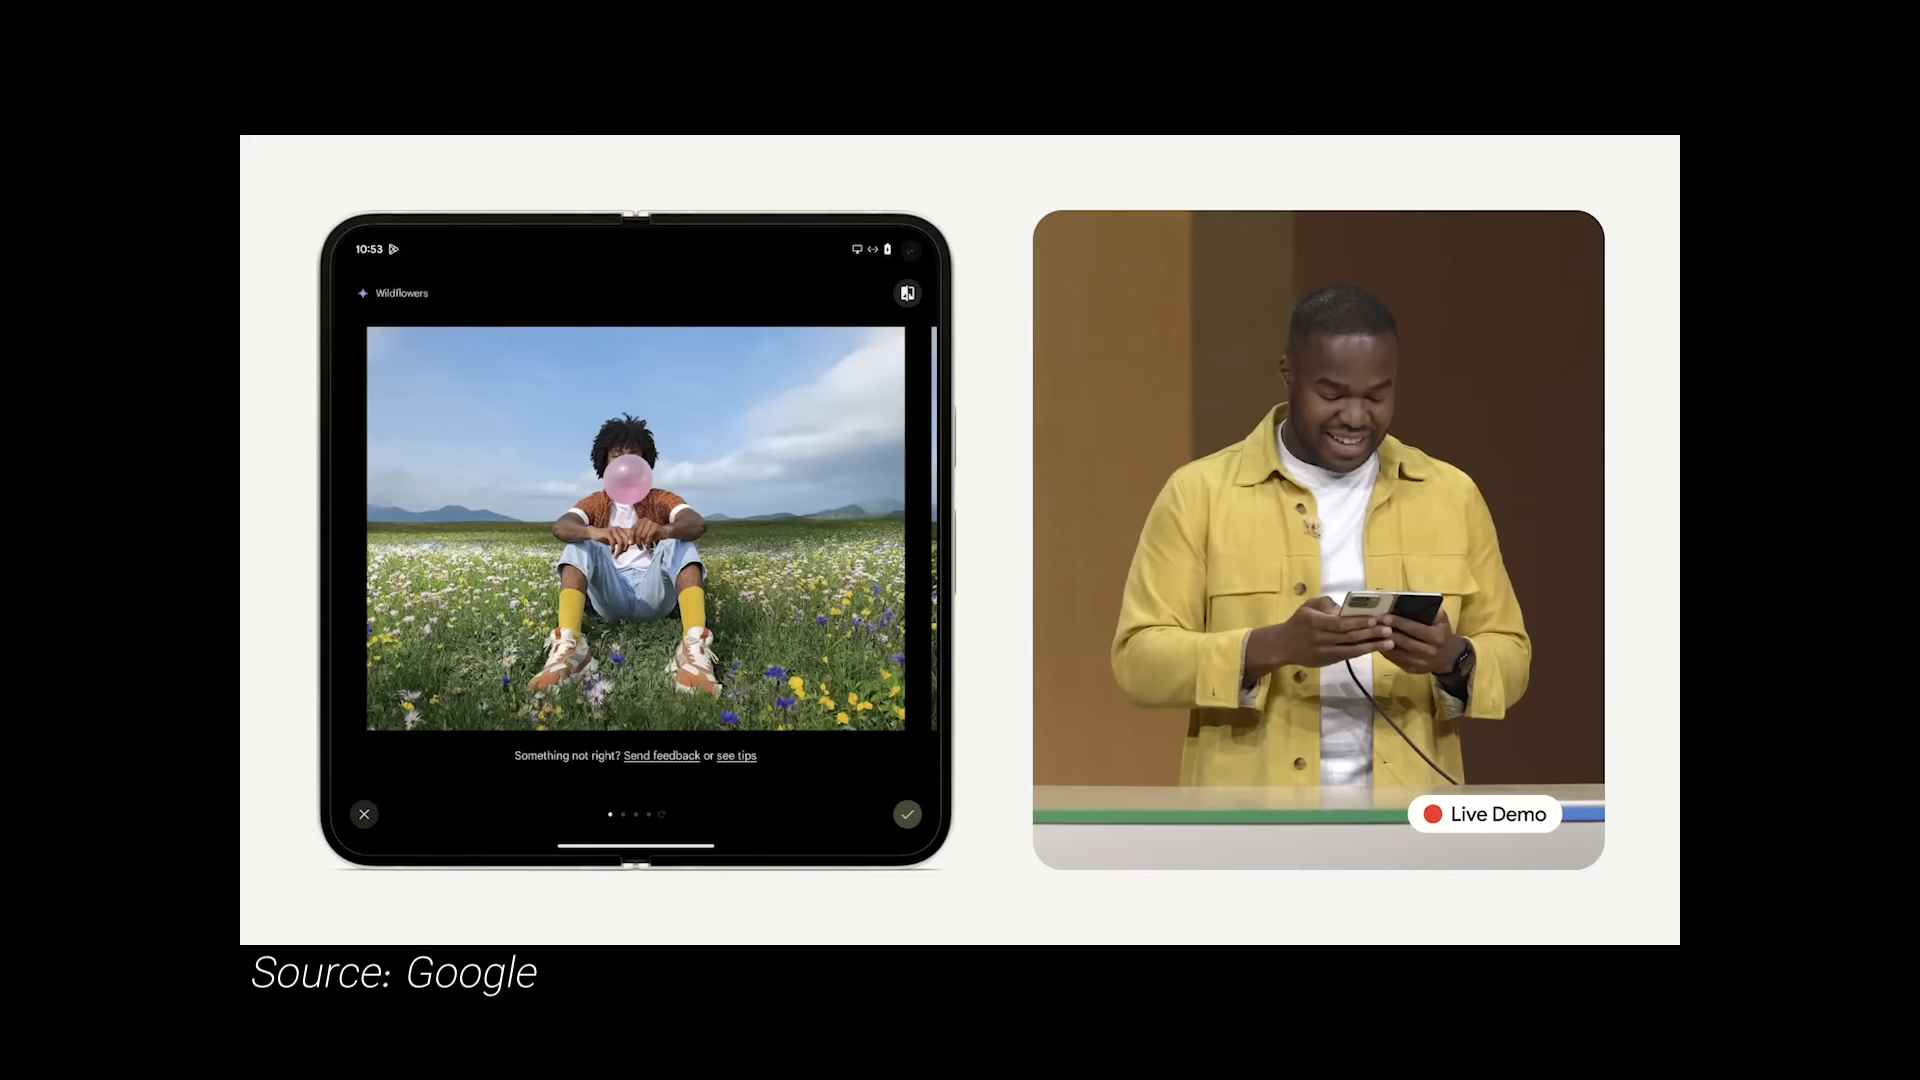 10:53
Wildflowers
Something not right? Send feedback or see tips
Live Demo
Source: Google